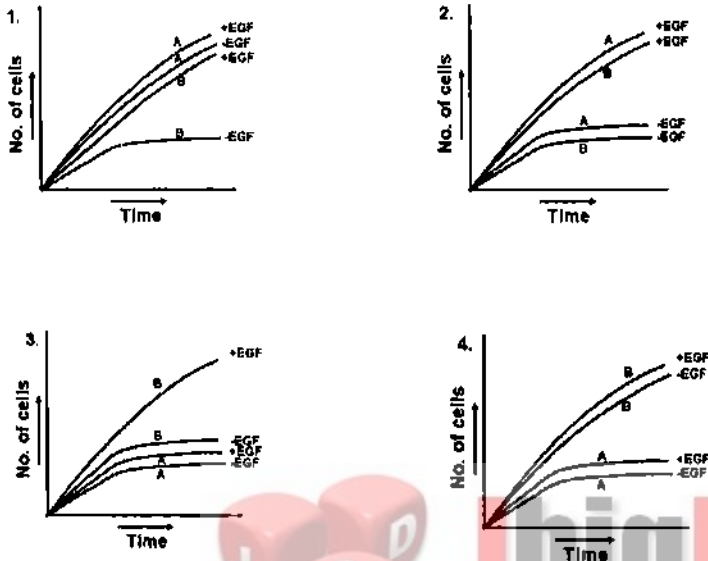 1.
No. of cells
A
A
B
B
+EGF
-EGF
+EGF
-EGF
Time
2.
No. of cells
A
B
A
B
+EGF
+EGF
-EGF
-EGF
Time
3.
No. of cells
B
B
A
A
+EGF
-EGF
+EGF
-EGF
Time
4.
No. of cells
B
B
A
A
+EGF
-EGF
+EGF
-EGF
Time
D